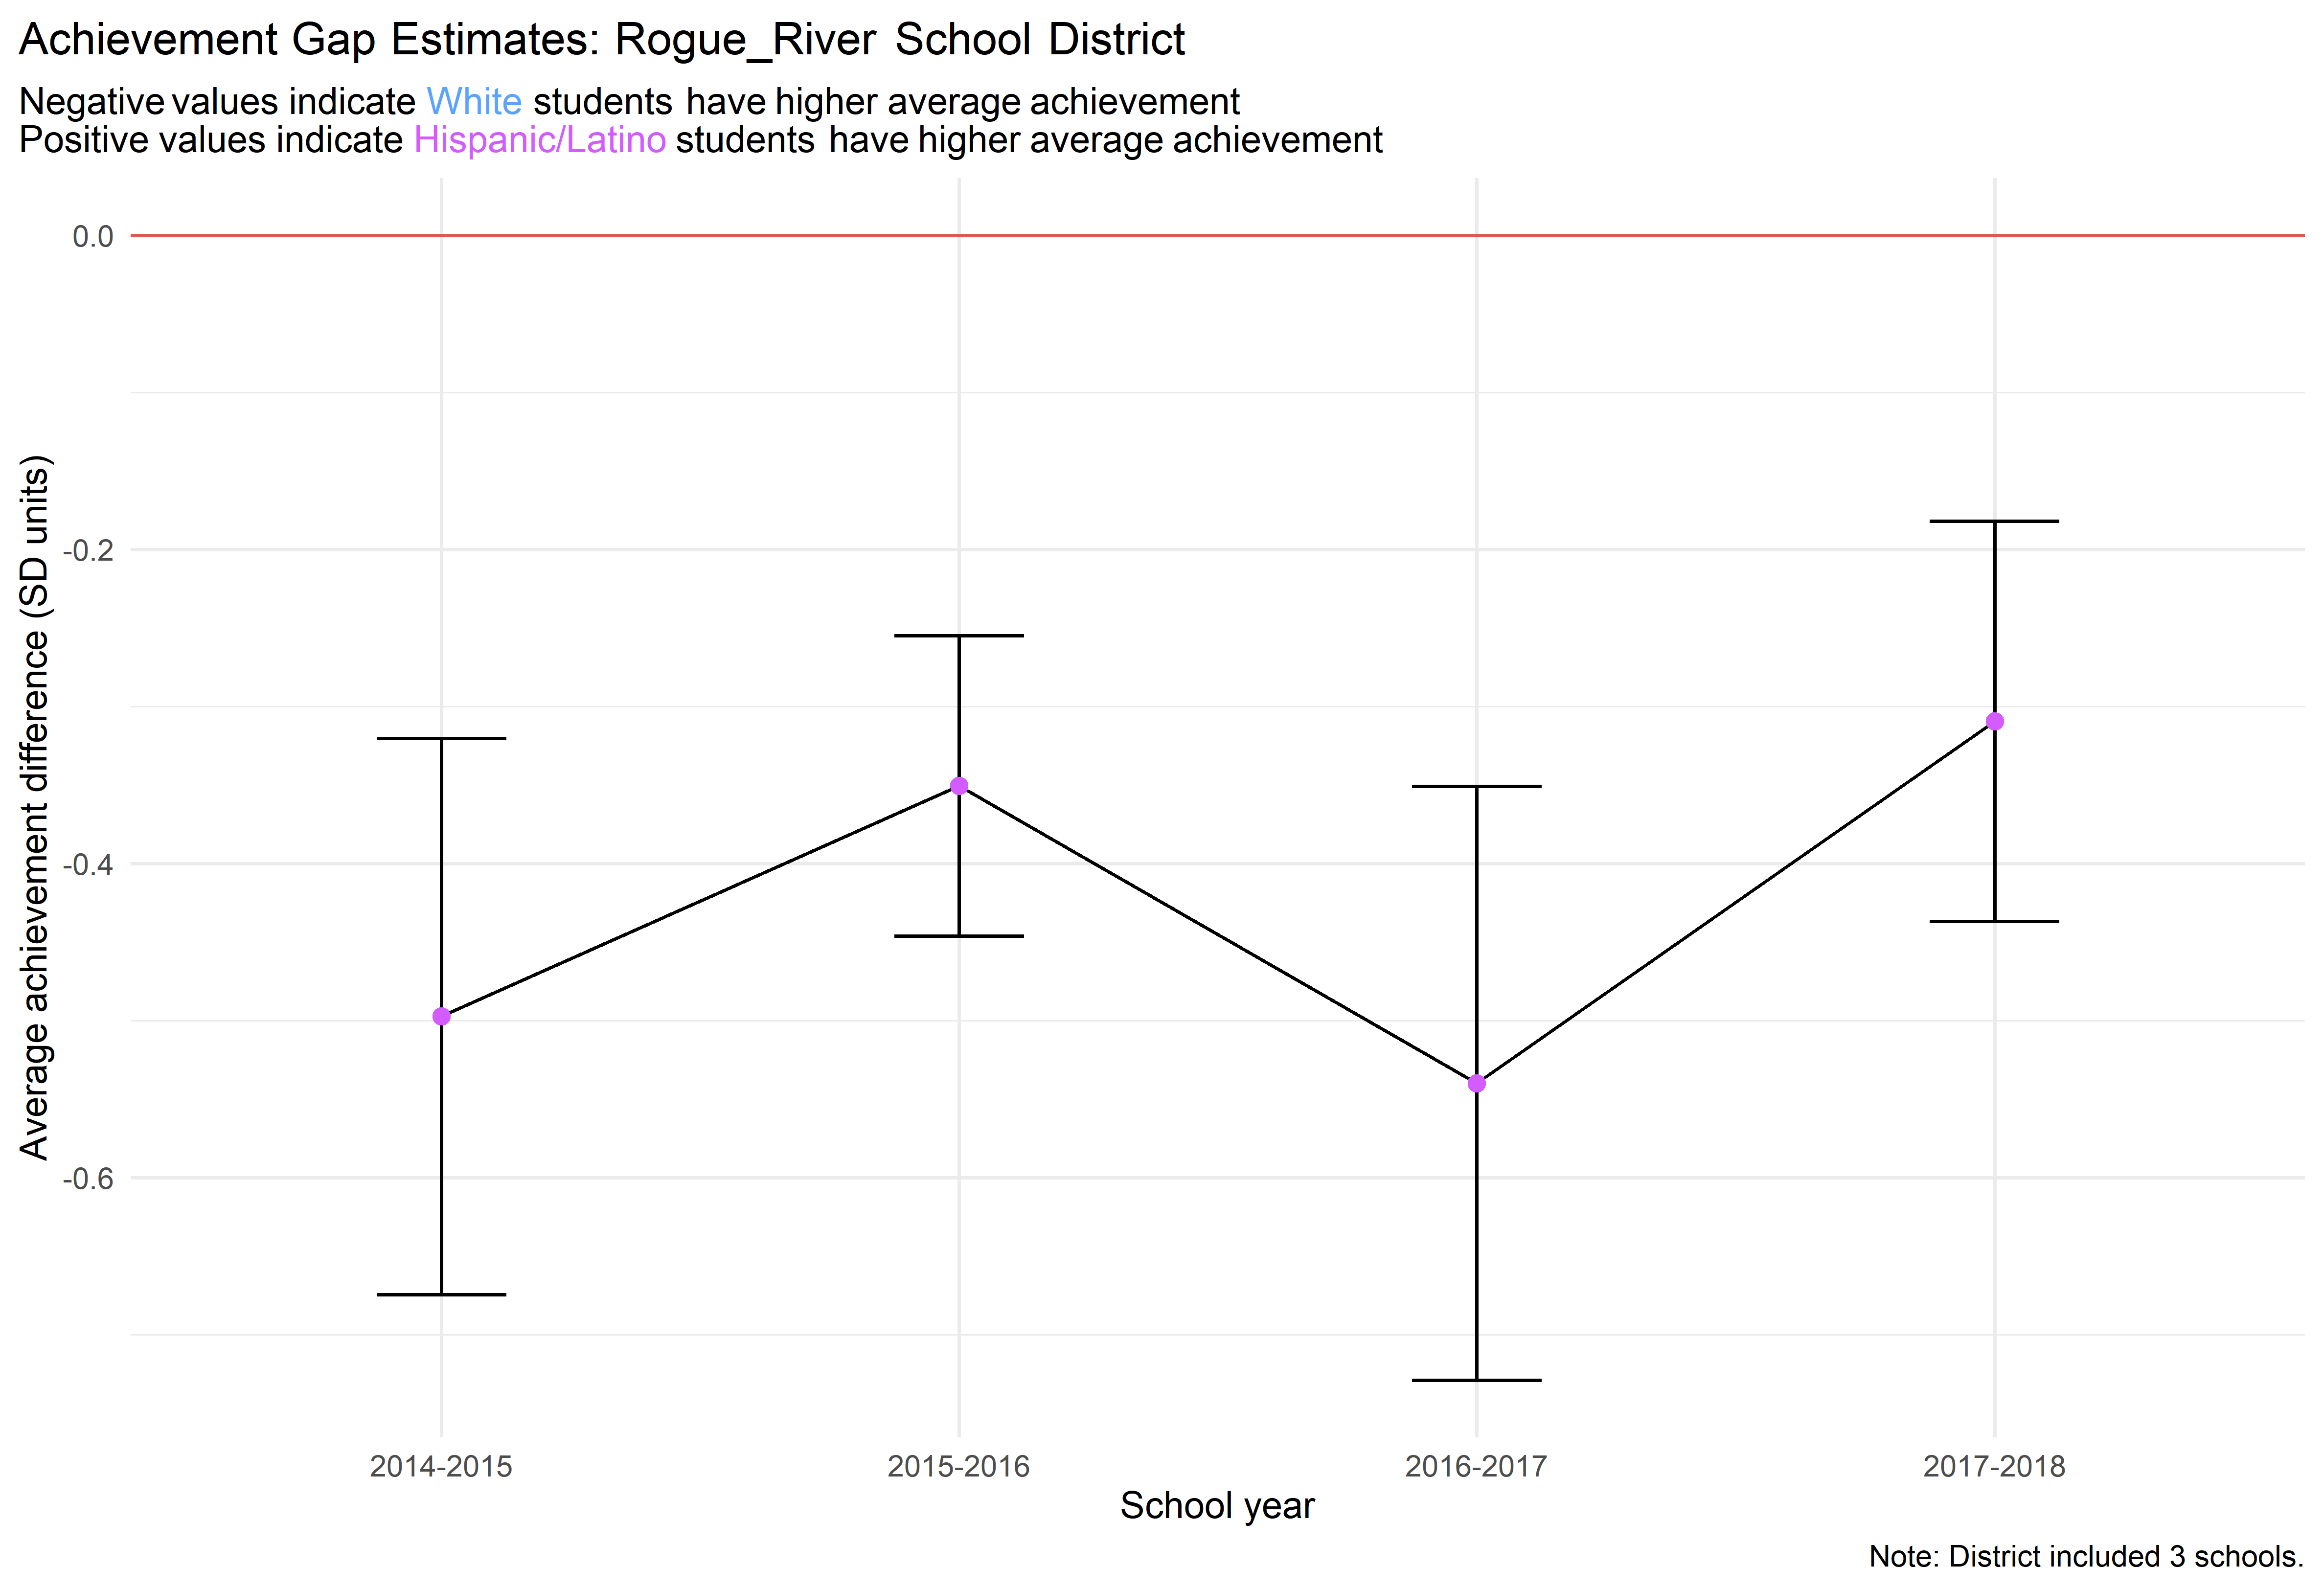 Achievement Gap Estimates: Rogue_River School District
Negative values indicate White students have higher average achievement
Positive values indicate Hispanic/Latino students have higher average achievement
Average achievement difference (SD units)
0.0
-0.2
-0.4
-0.6
2014-2015 2015-2016 2016-2017 2017-2018
School year
Note: District included 3 schools.